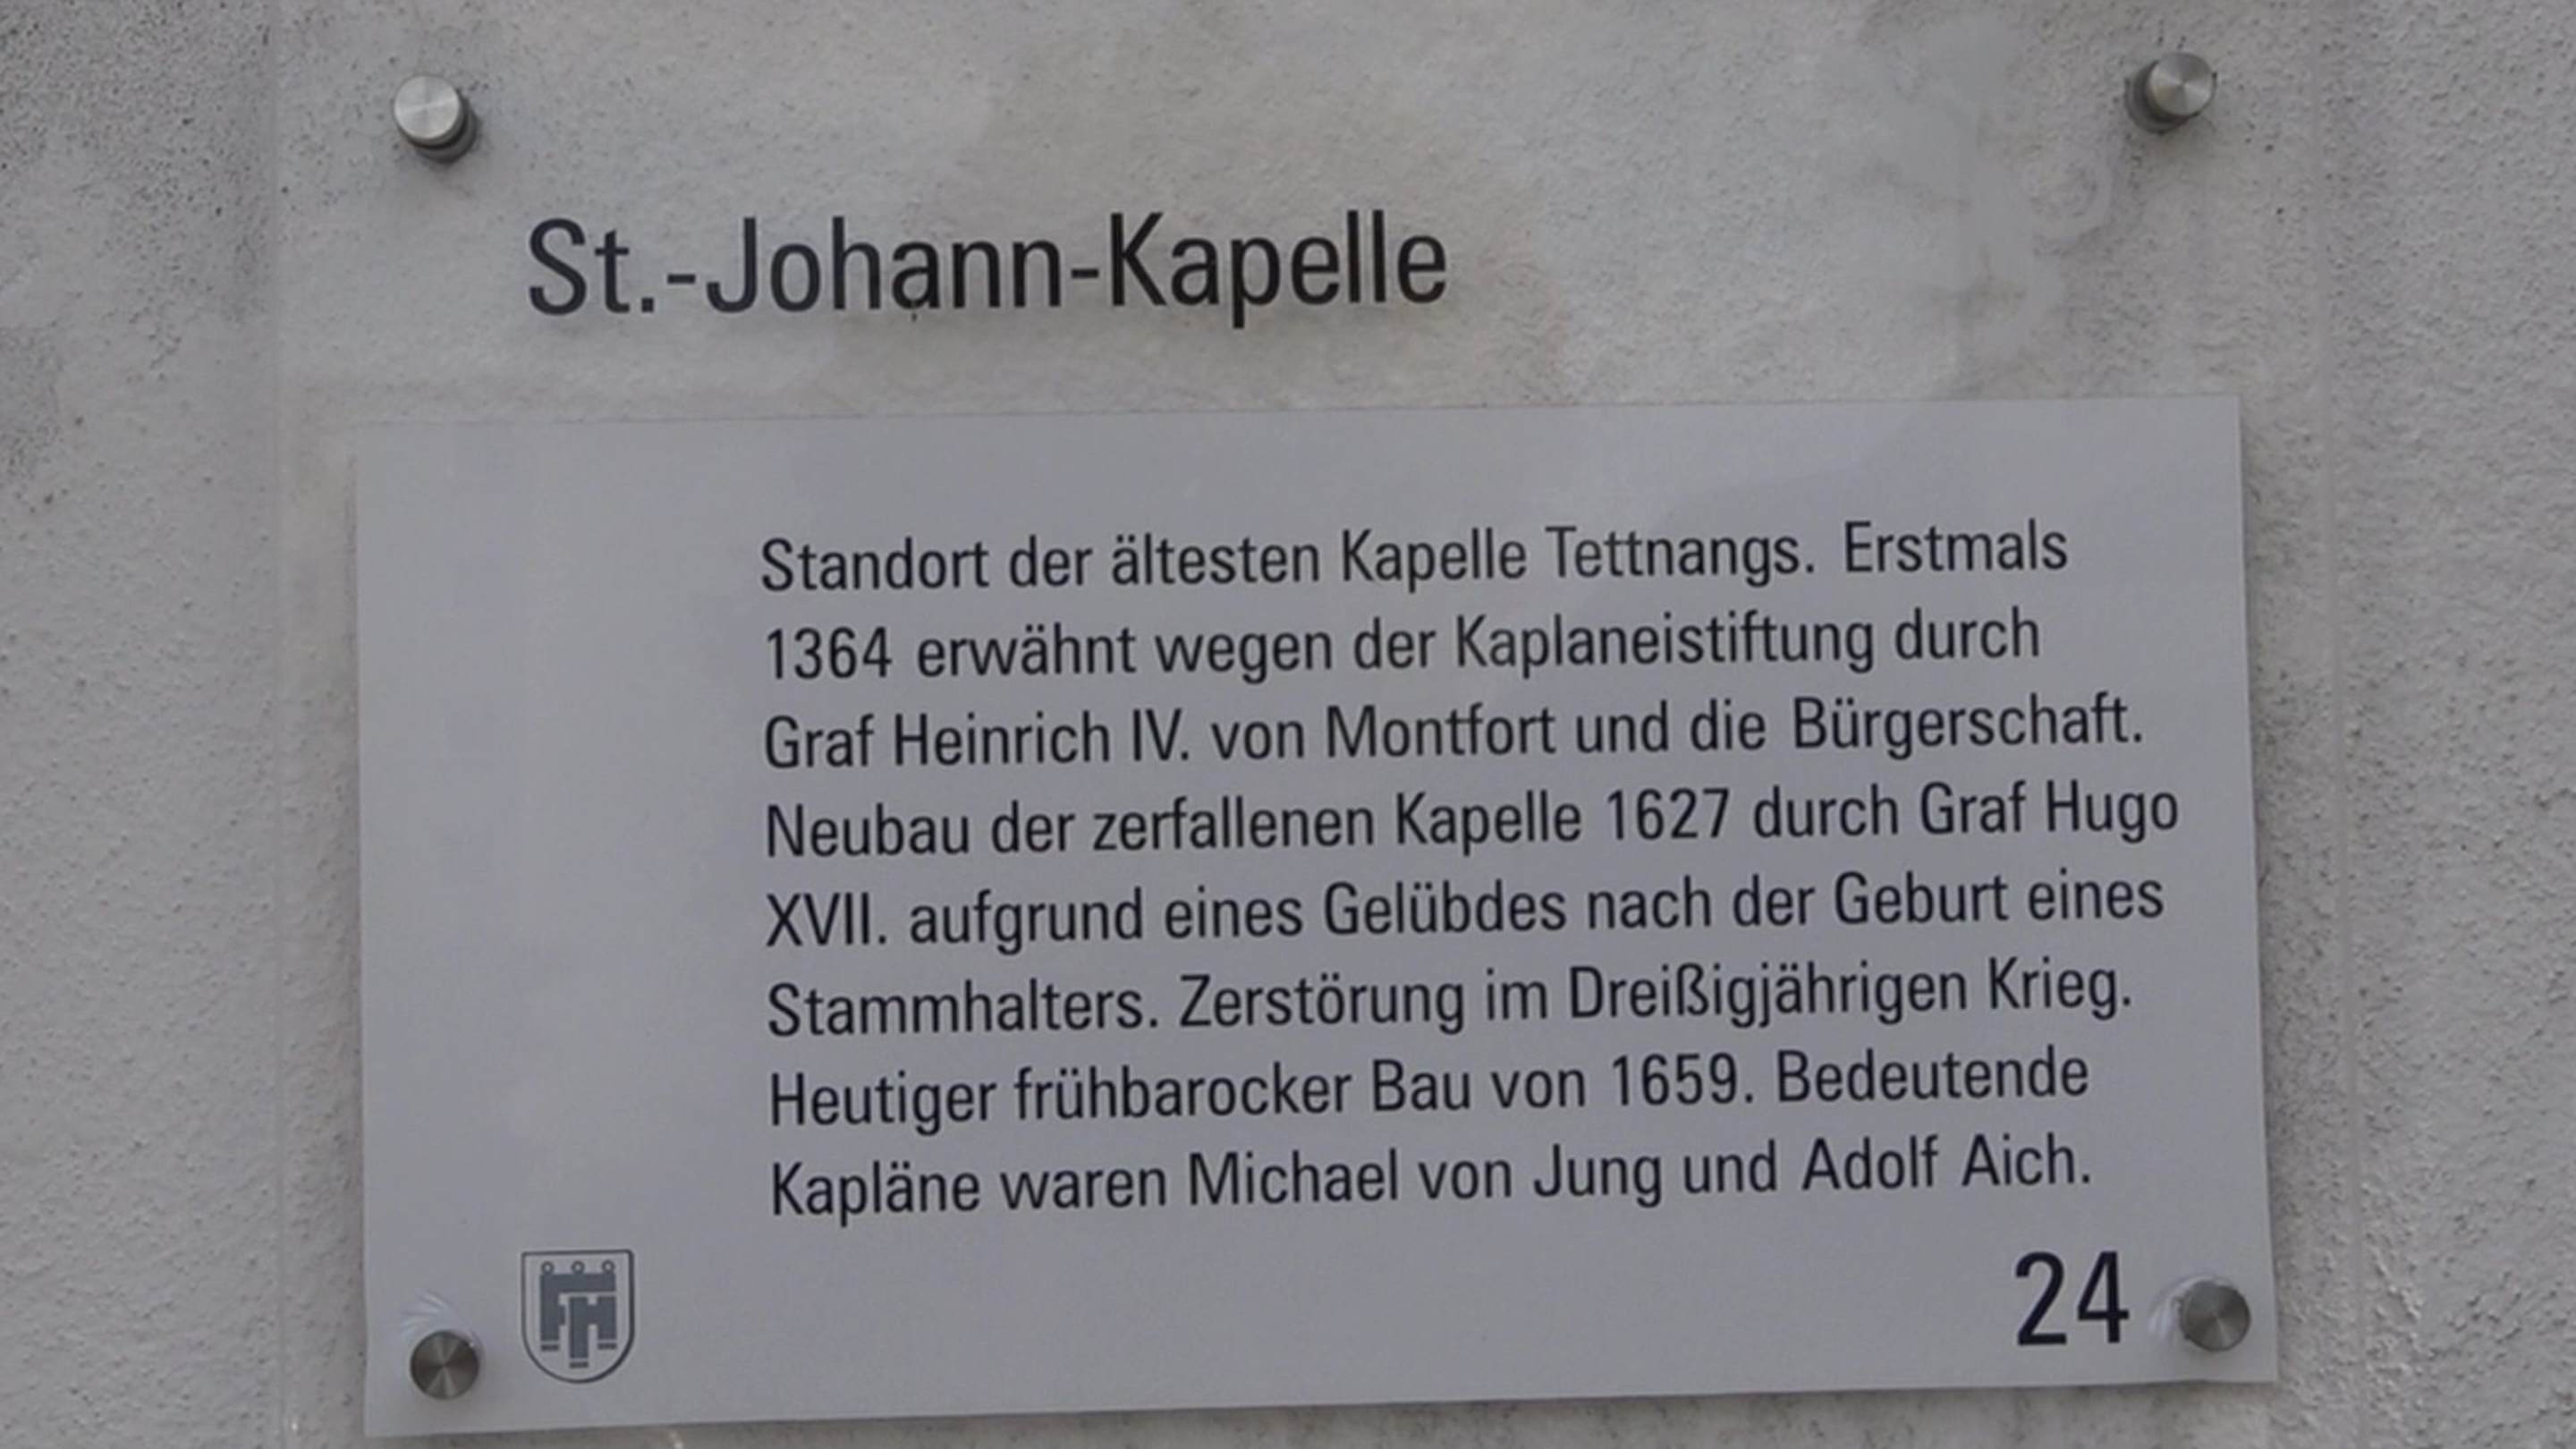 St.-Johann-Kapelle
Standort der ältesten Kapelle Tettnangs. Erstmals
1364 erwähnt wegen der Kaplaneistiftung durch
Graf Heinrich IV. von Montfort und die Bürgerschaft.
Neubau der zerfallenen Kapelle 1627 durch Graf Hugo
XVII. aufgrund eines Gelübdes nach der Geburt eines
Stammhalters. Zerstörung im Dreißigjährigen Krieg.
Heutiger frühbarocker Bau von 1659. Bedeutende
Kapläne waren Michael von Jung und Adolf Aich.
24